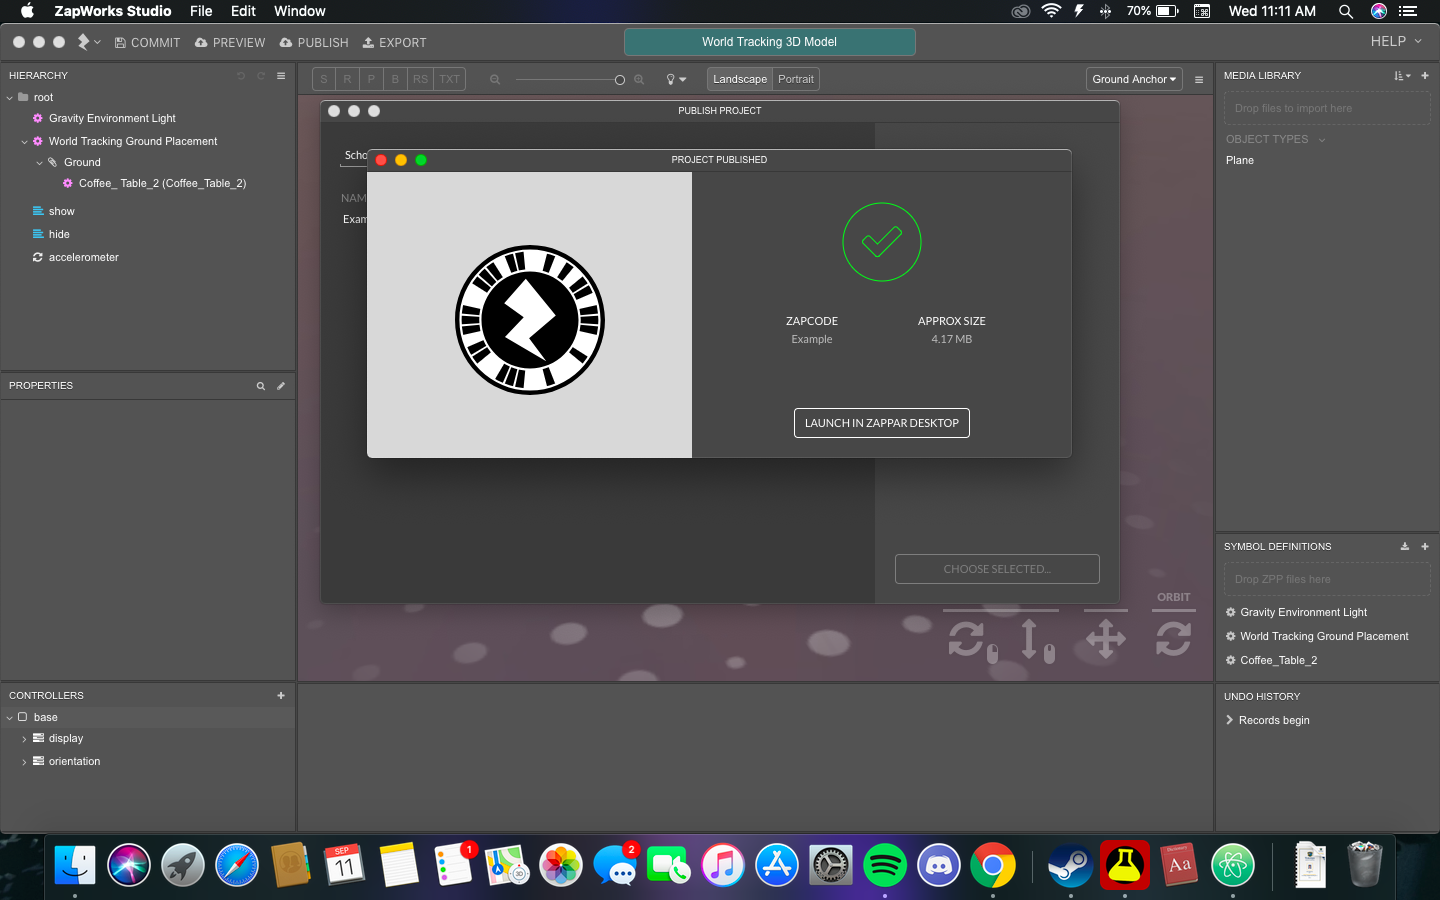 ZapWorks Studio File Edit Window
70% Wed 11:11 AM
COMMIT PREVIEW PUBLISH EXPORT
World Tracking 3D Model
HELP
HIERARCHY
root
Gravity Environment Light
World Tracking Ground Placement
Ground
Coffee_ Table_2 (Coffee_Table_2)
show
hide
accelerometer
PROPERTIES
CONTROLLERS
base
display
orientation
S R P B RS TXT
Landscape Portrait
Ground Anchor
PUBLISH PROJECT
PROJECT PUBLISHED
ZAPCODE
Example
APPROX SIZE
4.17 MB
LAUNCH IN ZAPPAR DESKTOP
CHOOSE SELECTED...
ORBIT
MEDIA LIBRARY
Drop files to import here
OBJECT TYPES
Plane
SYMBOL DEFINITIONS
Drop ZPP files here
Gravity Environment Light
World Tracking Ground Placement
Coffee_Table_2
UNDO HISTORY
Records begin
SEP
11
1
3D
2
Aa